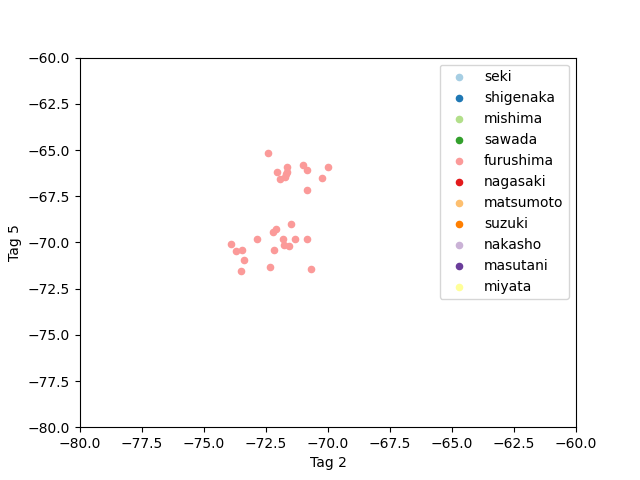 −60.0
−62.5
−65.0
−67.5
−70.0
−72.5
−75.0
−77.5
−80.0
Tag 5
seki
shigenaka
mishima
sawada
furushima
nagasaki
matsumoto
suzuki
nakasho
masutani
miyata
−80.0 −77.5 −75.0 −72.5 −70.0 −67.5 −65.0 −62.5 −60.0
Tag 2